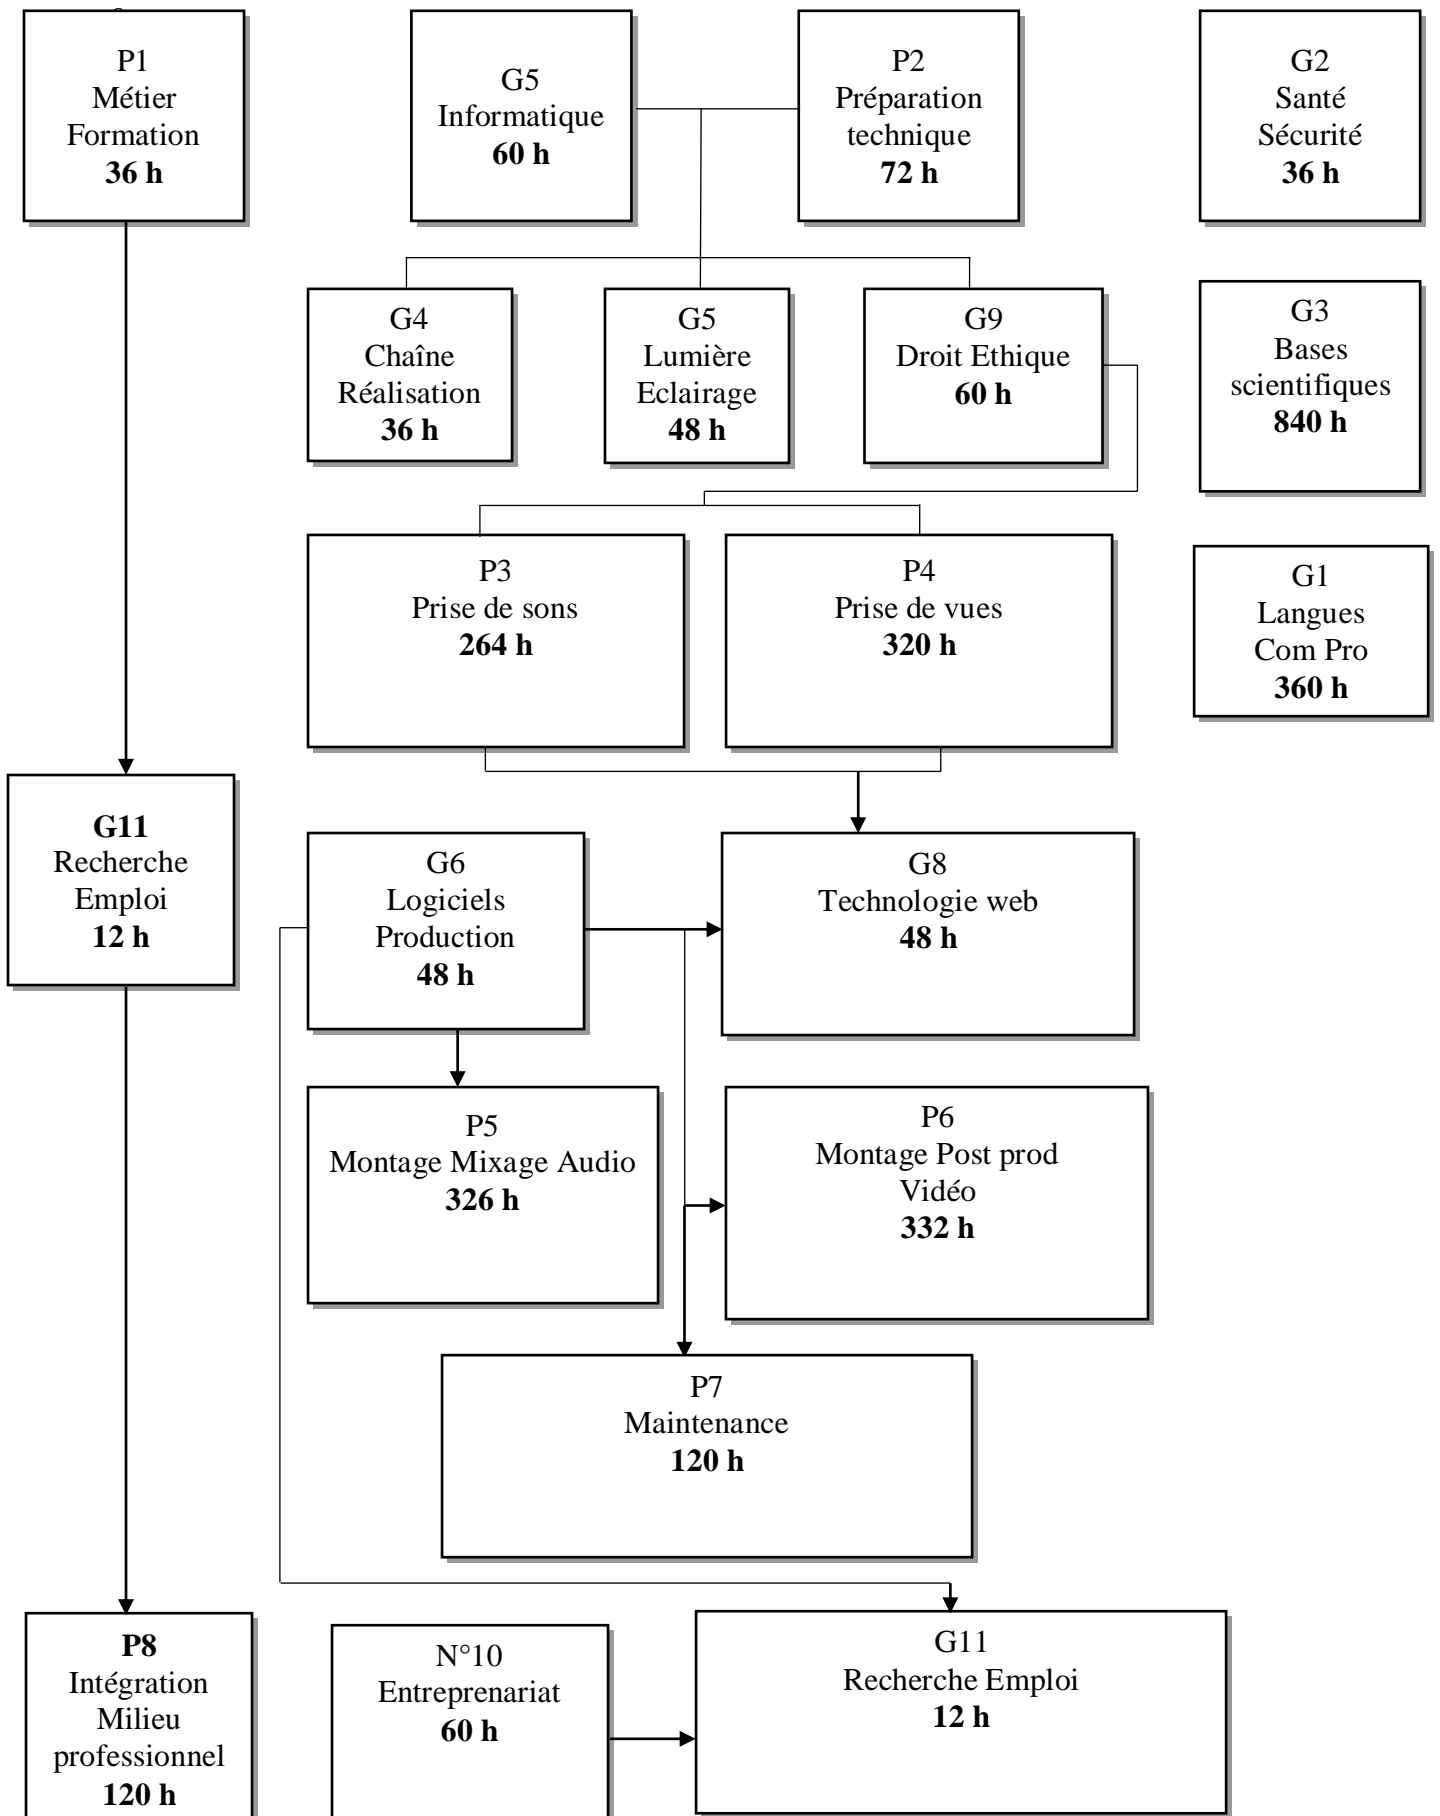 P1
Métier
Formation
36 h
G5
Informatique
60 h
P2
Préparation
technique
72 h
G2
Santé
Sécurité
36 h
G4
Chaîne
Réalisation
36 h
G5
Lumière
Eclairage
48 h
G9
Droit Ethique
60 h
G3
Bases
scientifiques
840 h
P3
Prise de sons
264 h
P4
Prise de vues
320 h
G1
Langues
Com Pro
360 h
G11
Recherche
Emploi
12 h
G6
Logiciels
Production
48 h
G8
Technologie web
48 h
P5
Montage Mixage Audio
326 h
P6
Montage Post prod
Vidéo
332 h
P7
Maintenance
120 h
P8
Intégration
Milieu
professionnel
120 h
N°10
Entreprenariat
60 h
G11
Recherche Emploi
12 h